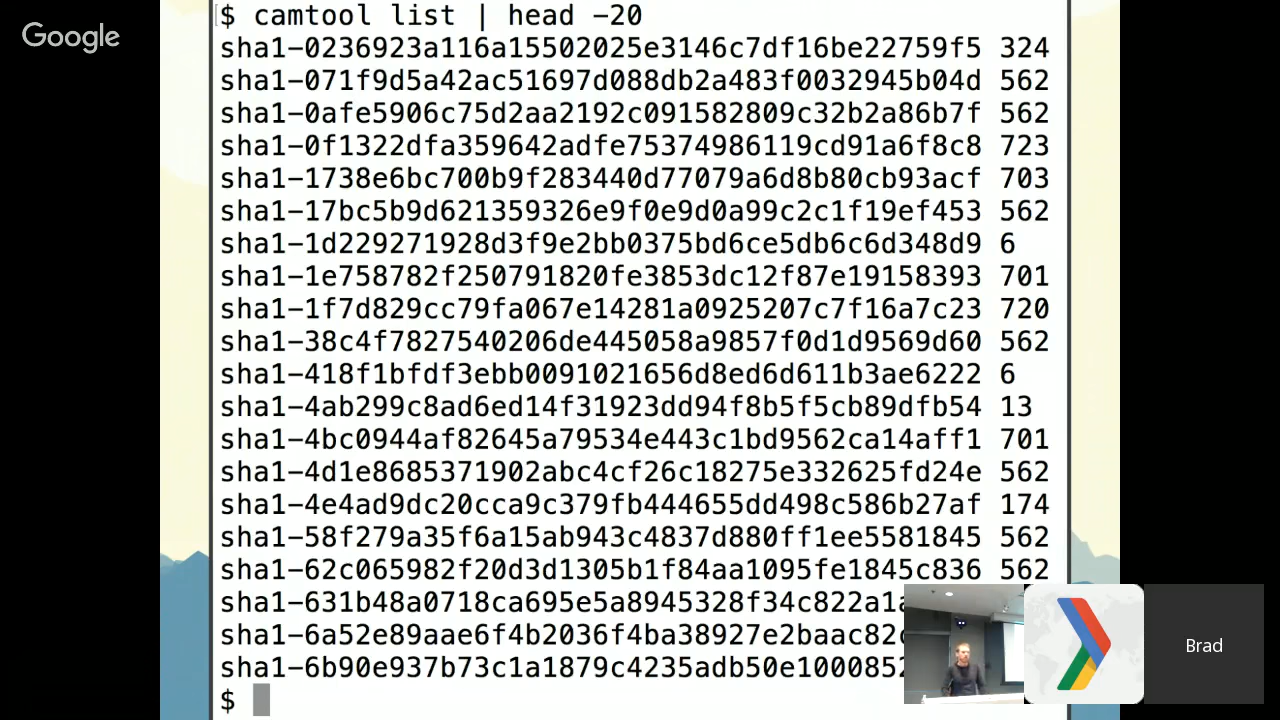 Google
$ camtool list | head -20
sha1-0236923a116a15502025e3146c7df16be22759f5 324
sha1-071f9d5a42ac51697d088db2a483f0032945b04d 562
sha1-0afe5906c75d2aa2192c091582809c32b2a86b7f 562
sha1-0f1322dfa359642adfe75374986119cd91a6f8c8 723
sha1-1738e6bc700b9f283440d77079a6d8b80cb93acf 703
sha1-17bc5b9d621359326e9f0e9d0a99c2c1f19ef453 562
sha1-1d229271928d3f9e2bb0375bd6ce5db6c6d348d9 6
sha1-1e758782f250791820fe3853dc12f87e19158393 701
sha1-1f7d829cc79fa067e14281a0925207c7f16a7c23 720
sha1-38c4f7827540206de445058a9857f0d1d9569d60 562
sha1-418f1bfdf3ebb0091021656d8ed6d611b3ae6222 6
sha1-4ab299c8ad6ed14f31923dd94f8b5f5cb89dfb54 13
sha1-4bc0944af82645a79534e443c1bd9562ca14aff1 701
sha1-4d1e8685371902abc4cf26c18275e332625fd24e 562
sha1-4e4ad9dc20cca9c379fb444655dd498c586b27af 174
sha1-58f279a35f6a15ab943c4837d880ff1ee5581845 562
sha1-62c065982f20d3d1305b1f84aa1095fe1845c836 562
sha1-631b48a0718ca695e5a8945328f34c822a1a
sha1-6a52e89aae6f4b2036f4ba38927e2baac82
sha1-6b90e937b73c1a1879c4235adb50e1000852
$
Brad